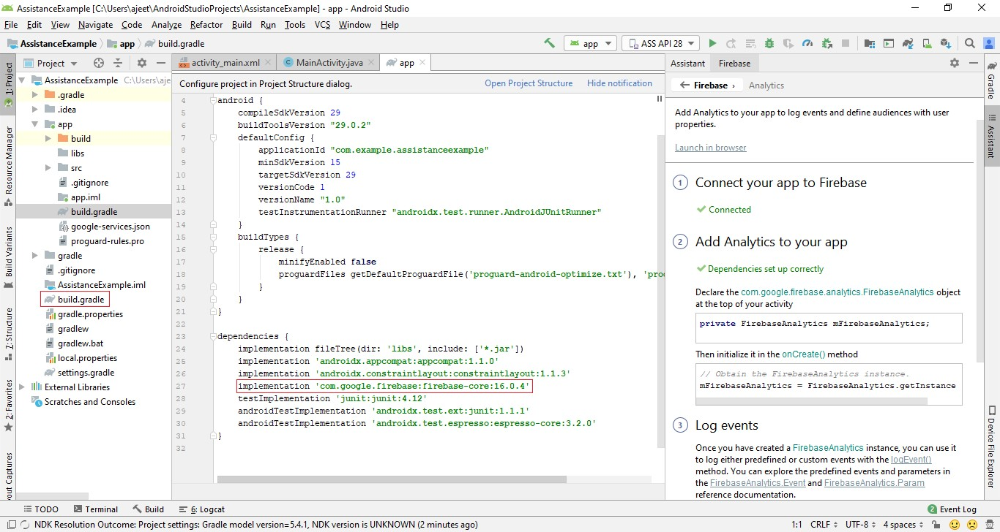 AssistanceExample [C:\Users\ajeet\AndroidStudioProjects\AssistanceExample] - app - Android Studio
File Edit View Navigate Code Analyze Refactor Build Run Tools VCS Window Help
AssistanceExample app build.gradle
app ASS API 28
Project
activity_main.xml MainActivity.java app
Assistant Firebase
1: Project
Resource Manager
Build Variants
7: Structure
2: Favorites
Layout Captures
AssistanceExample C:\Users\aje
.gradle
.idea
app
build
libs
src
.gitignore
app.iml
build.gradle
google-services.json
proguard-rules.pro
gradle
.gitignore
AssistanceExample.iml
build.gradle
gradle.properties
gradlew
gradlew.bat
local.properties
settings.gradle
External Libraries
Scratches and Consoles
Configure project in Project Structure dialog. Open Project Structure Hide notification
4 android {
5 compileSdkVersion 29
6 buildToolsVersion "29.0.2"
7 defaultConfig {
8 applicationId "com.example.assistanceexample"
9 minSdkVersion 15
10 targetSdkVersion 29
11 versionCode 1
12 versionName "1.0"
13 testInstrumentationRunner "androidx.test.runner.AndroidJUnitRunner"
14 }
15 buildTypes {
16 release {
17 minifyEnabled false
18 proguardFiles getDefaultProguardFile('proguard-android-optimize.txt'), 'pro
19 }
20 }
21 }
22
23 dependencies {
24 implementation fileTree(dir: 'libs', include: ['*.jar'])
25 implementation 'androidx.appcompat:appcompat:1.1.0'
26 implementation 'androidx.constraintlayout:constraintlayout:1.1.3'
27 implementation 'com.google.firebase:firebase-core:16.0.4'
28 testImplementation 'junit:junit:4.12'
29 androidTestImplementation 'androidx.test.ext:junit:1.1.1'
30 androidTestImplementation 'androidx.test.espresso:espresso-core:3.2.0'
31 }
32
Firebase › Analytics
Add Analytics to your app to log events and define audiences with user
properties.
Launch in browser
1 Connect your app to Firebase
Connected
2 Add Analytics to your app
Dependencies set up correctly
Declare the com.google.firebase.analytics.FirebaseAnalytics object
at the top of your activity
private FirebaseAnalytics mFirebaseAnalytics;
Then initialize it in the onCreate() method
// Obtain the FirebaseAnalytics instance.
mFirebaseAnalytics = FirebaseAnalytics.getInstance
3 Log events
Once you have created a FirebaseAnalytics instance, you can use it
to log either predefined or custom events with the logEvent()
method. You can explore the predefined events and parameters in
the FirebaseAnalytics.Event and FirebaseAnalytics.Param
reference documentation.
Gradle
Assistant
Device File Explorer
TODO Terminal Build 6: Logcat 2 Event Log
NDK Resolution Outcome: Project settings: Gradle model version=5.4.1, NDK version is UNKNOWN (2 minutes ago) 1:1 CRLF UTF-8 4 spaces